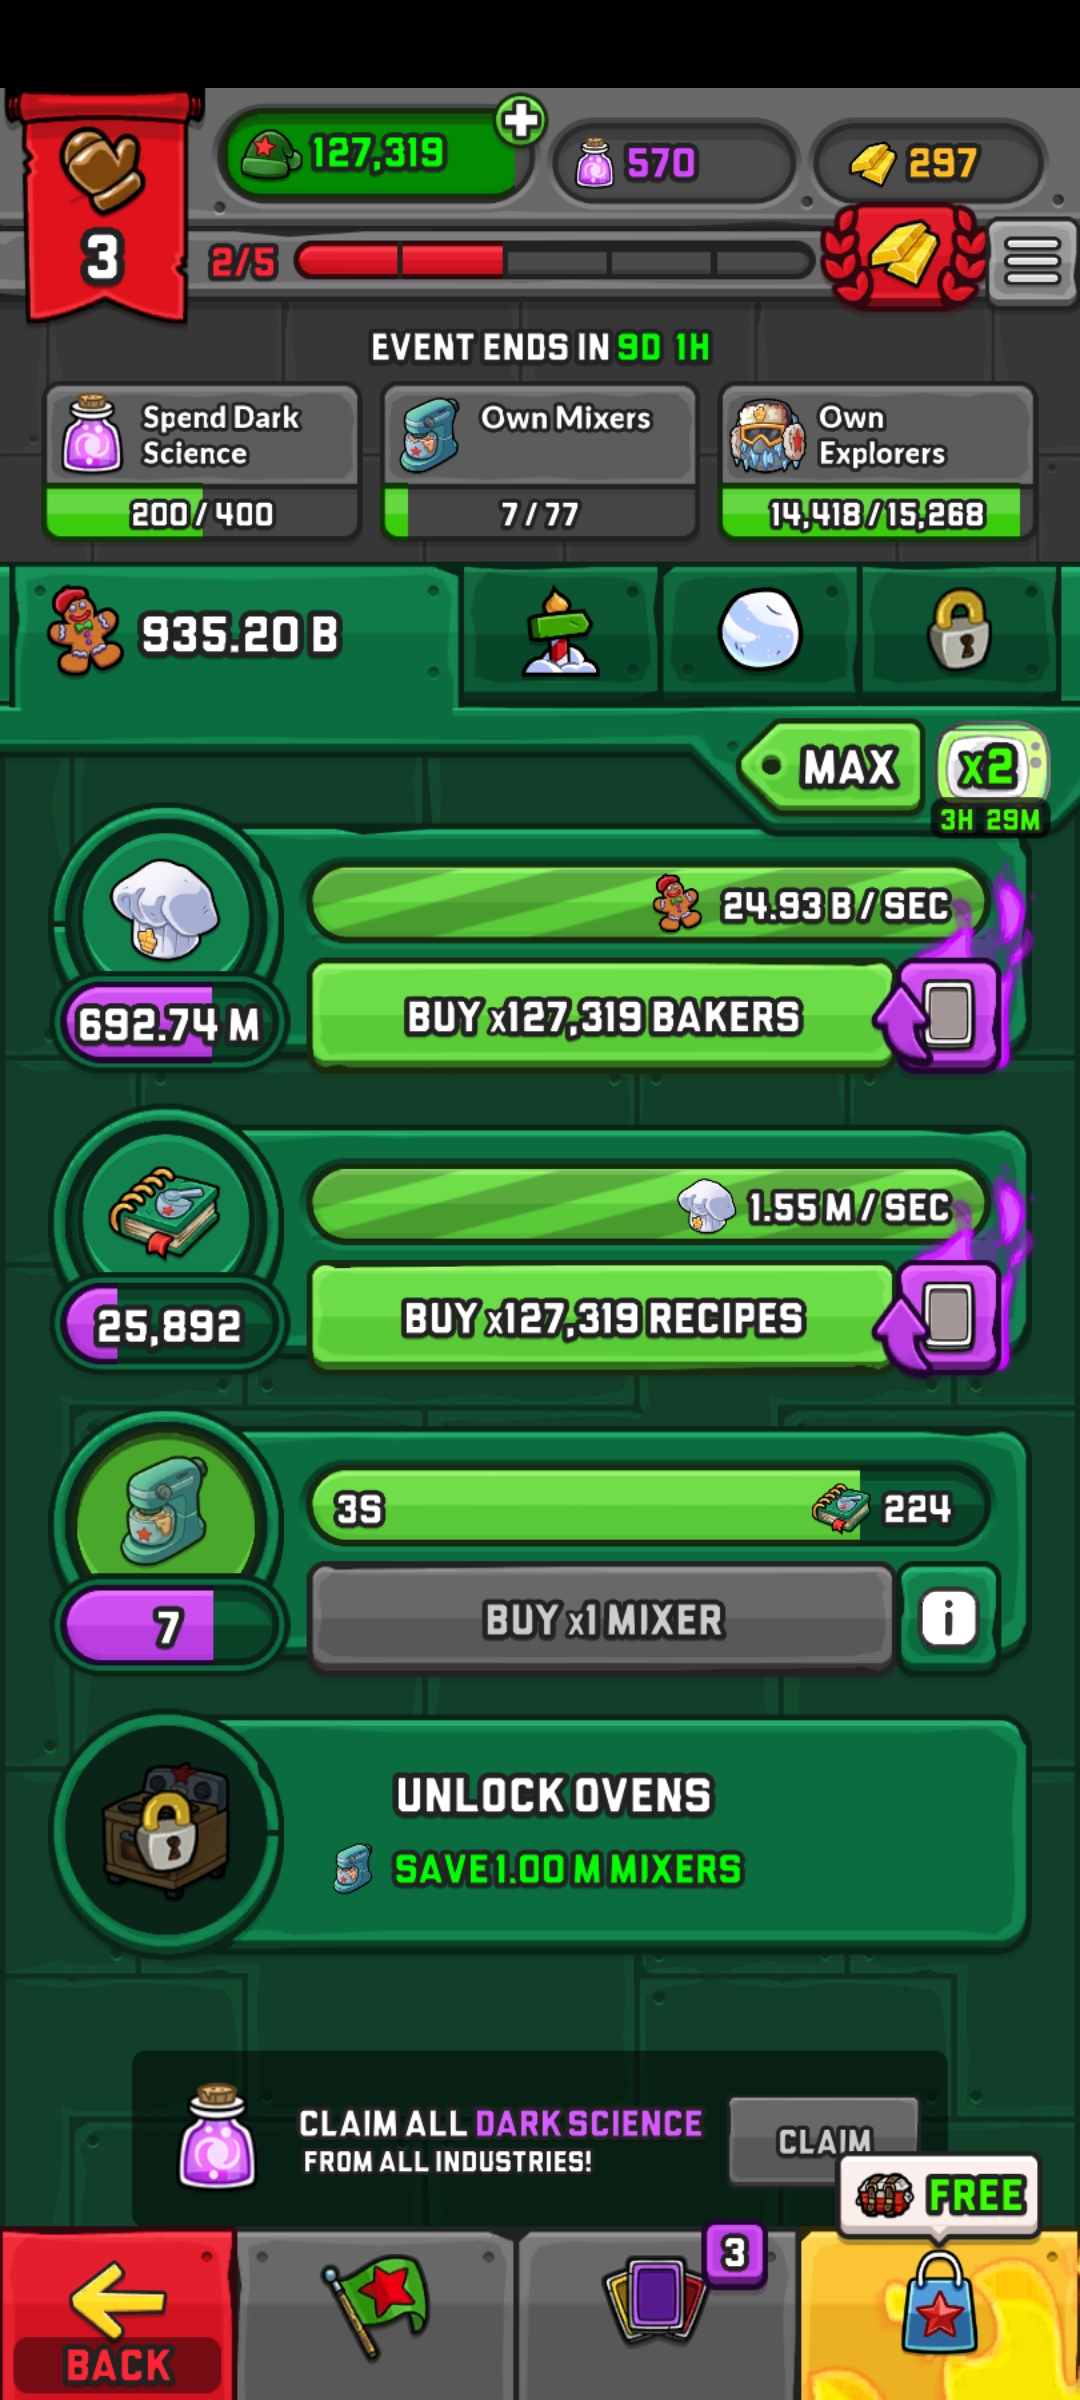 127,319
570
297
3
2/5
EVENT ENDS IN 9D 1H
Spend Dark
Science
200/400
Own Mixers
7/77
Own
Explorers
14,418/15,268
935.20 B
MAX
x2
3H 29M
24.93 B / SEC
692.74 M
BUY x127,319 BAKERS
1.55 M / SEC
25,892
BUY x127,319 RECIPES
3S
224
7
BUY x1 MIXER
i
UNLOCK OVENS
SAVE 1.00 M MIXERS
CLAIM ALL DARK SCIENCE
FROM ALL INDUSTRIES!
CLAIM
FREE
3
BACK